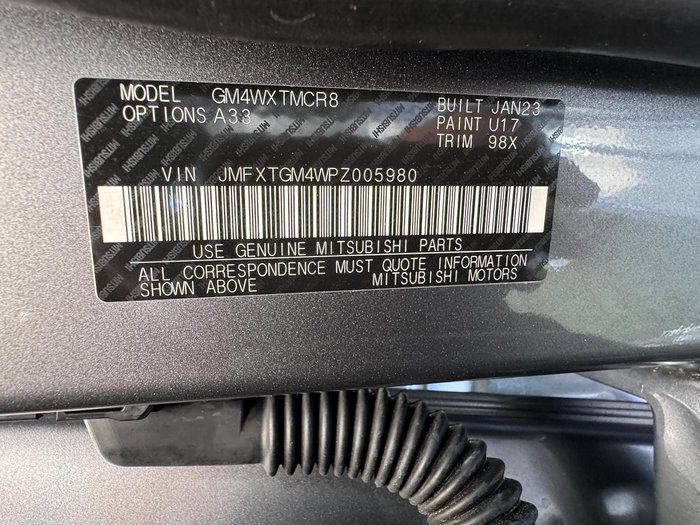 MODEL GM4WXTMCR8
OPTIONS A33
BUILT JAN23
PAINT U17
TRIM 98X
VIN JMFXTGM4WPZ005980
USE GENUINE MITSUBISHI PARTS
ALL CORRESPONDENCE MUST QUOTE INFORMATION
SHOWN ABOVE MITSUBISHI MOTORS